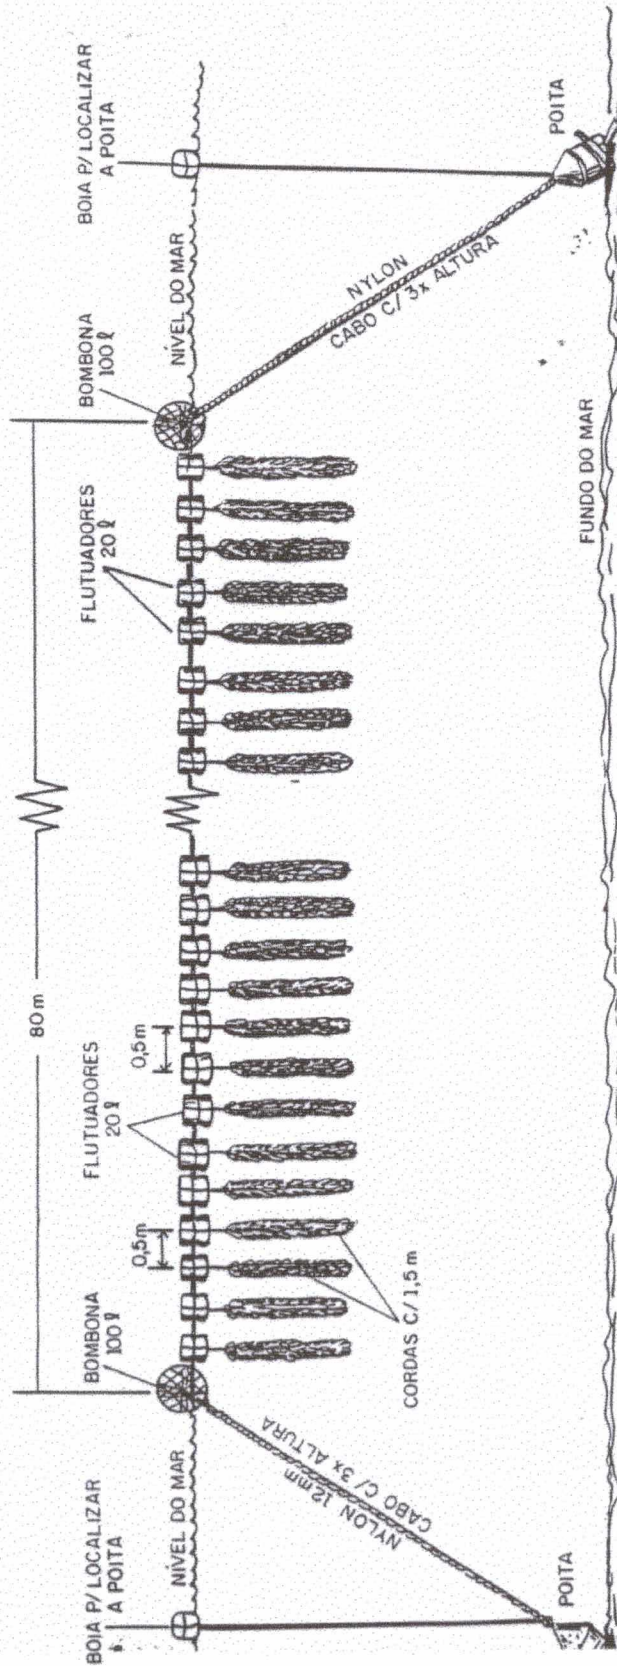 BOIA P/ LOCALIZAR
A POITA
NÍVEL DO MAR
BOMBONA
100 l
80 m
FLUTUADORES
20 l
0,5 m
0,5 m
FLUTUADORES
20 l
BOMBONA
100 l
NÍVEL DO MAR
BOIA P/ LOCALIZAR
A POITA
NYLON 12 mm
CABO C/ 3x ALTURA
CORDAS C/ 1,5 m
NYLON
CABO C/ 3x ALTURA
POITA
FUNDO DO MAR
POITA